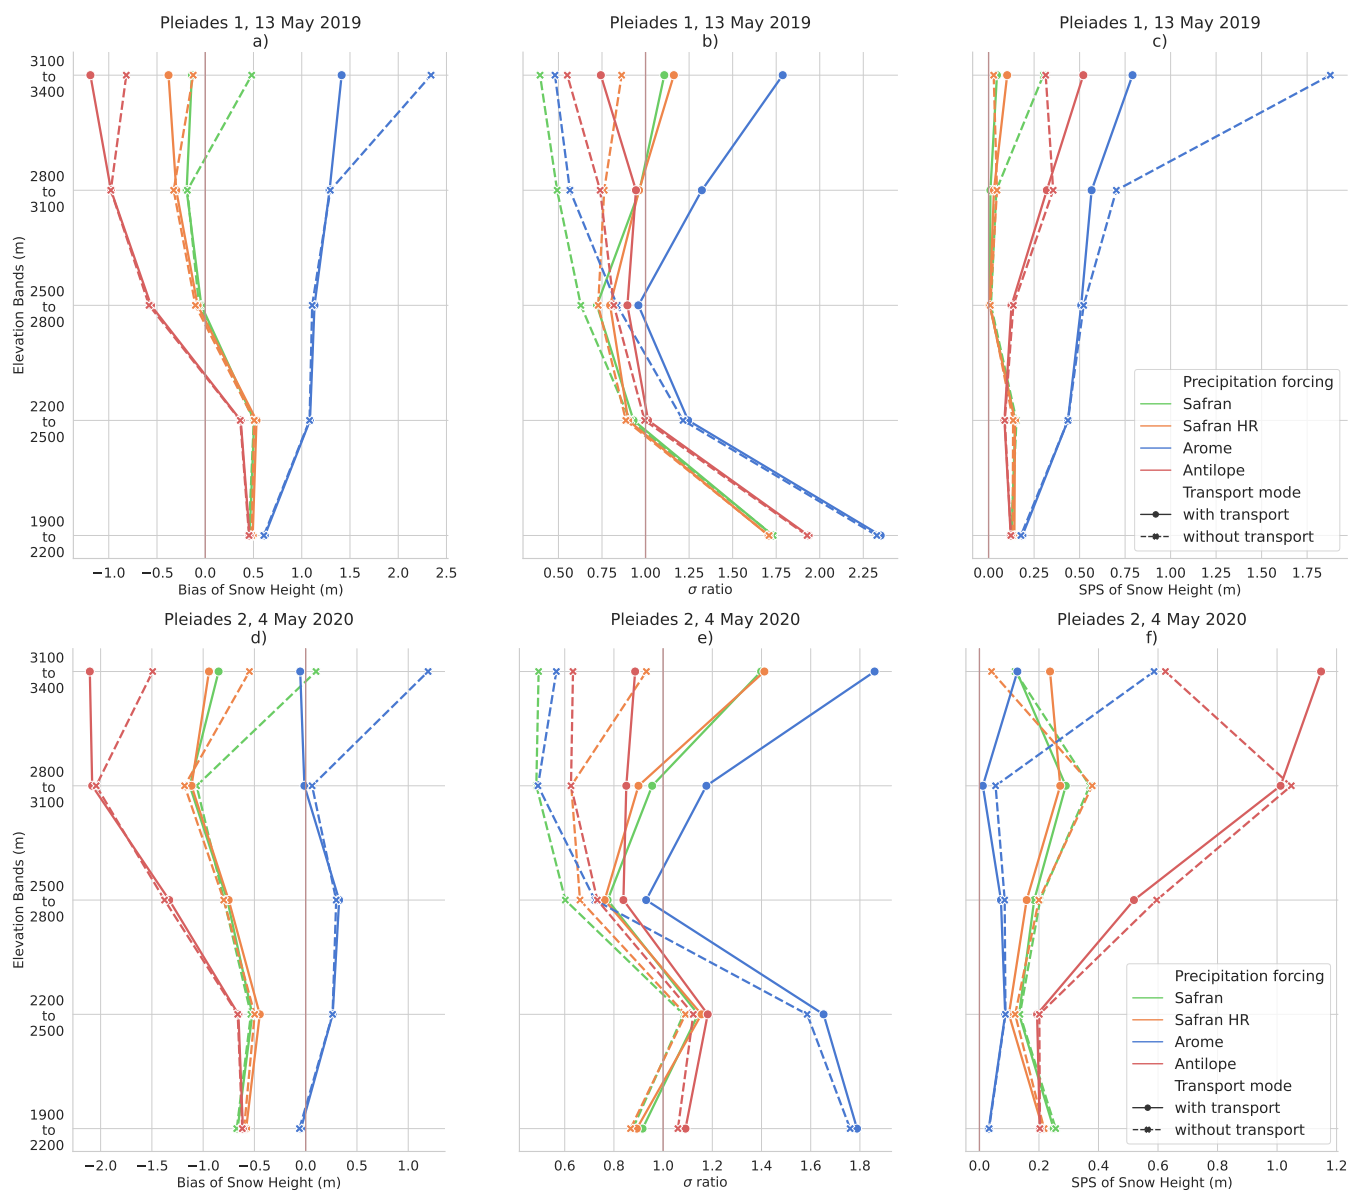 Pleiades 1, 13 May 2019
a)
Pleiades 1, 13 May 2019
b)
Pleiades 1, 13 May 2019
c)
Elevation Bands (m)
3100
to
3400
2800
to
3100
2500
to
2800
2200
to
2500
1900
to
2200
−1.0 −0.5 0.0 0.5 1.0 1.5 2.0 2.5
Bias of Snow Height (m)
0.50 0.75 1.00 1.25 1.50 1.75 2.00 2.25
σ ratio
Precipitation forcing
Safran
Safran HR
Arome
Antilope
Transport mode
with transport
without transport
0.00 0.25 0.50 0.75 1.00 1.25 1.50 1.75
SPS of Snow Height (m)
Pleiades 2, 4 May 2020
d)
Pleiades 2, 4 May 2020
e)
Pleiades 2, 4 May 2020
f)
Elevation Bands (m)
3100
to
3400
2800
to
3100
2500
to
2800
2200
to
2500
1900
to
2200
−2.0 −1.5 −1.0 −0.5 0.0 0.5 1.0
Bias of Snow Height (m)
0.6 0.8 1.0 1.2 1.4 1.6 1.8
σ ratio
Precipitation forcing
Safran
Safran HR
Arome
Antilope
Transport mode
with transport
without transport
0.0 0.2 0.4 0.6 0.8 1.0 1.2
SPS of Snow Height (m)